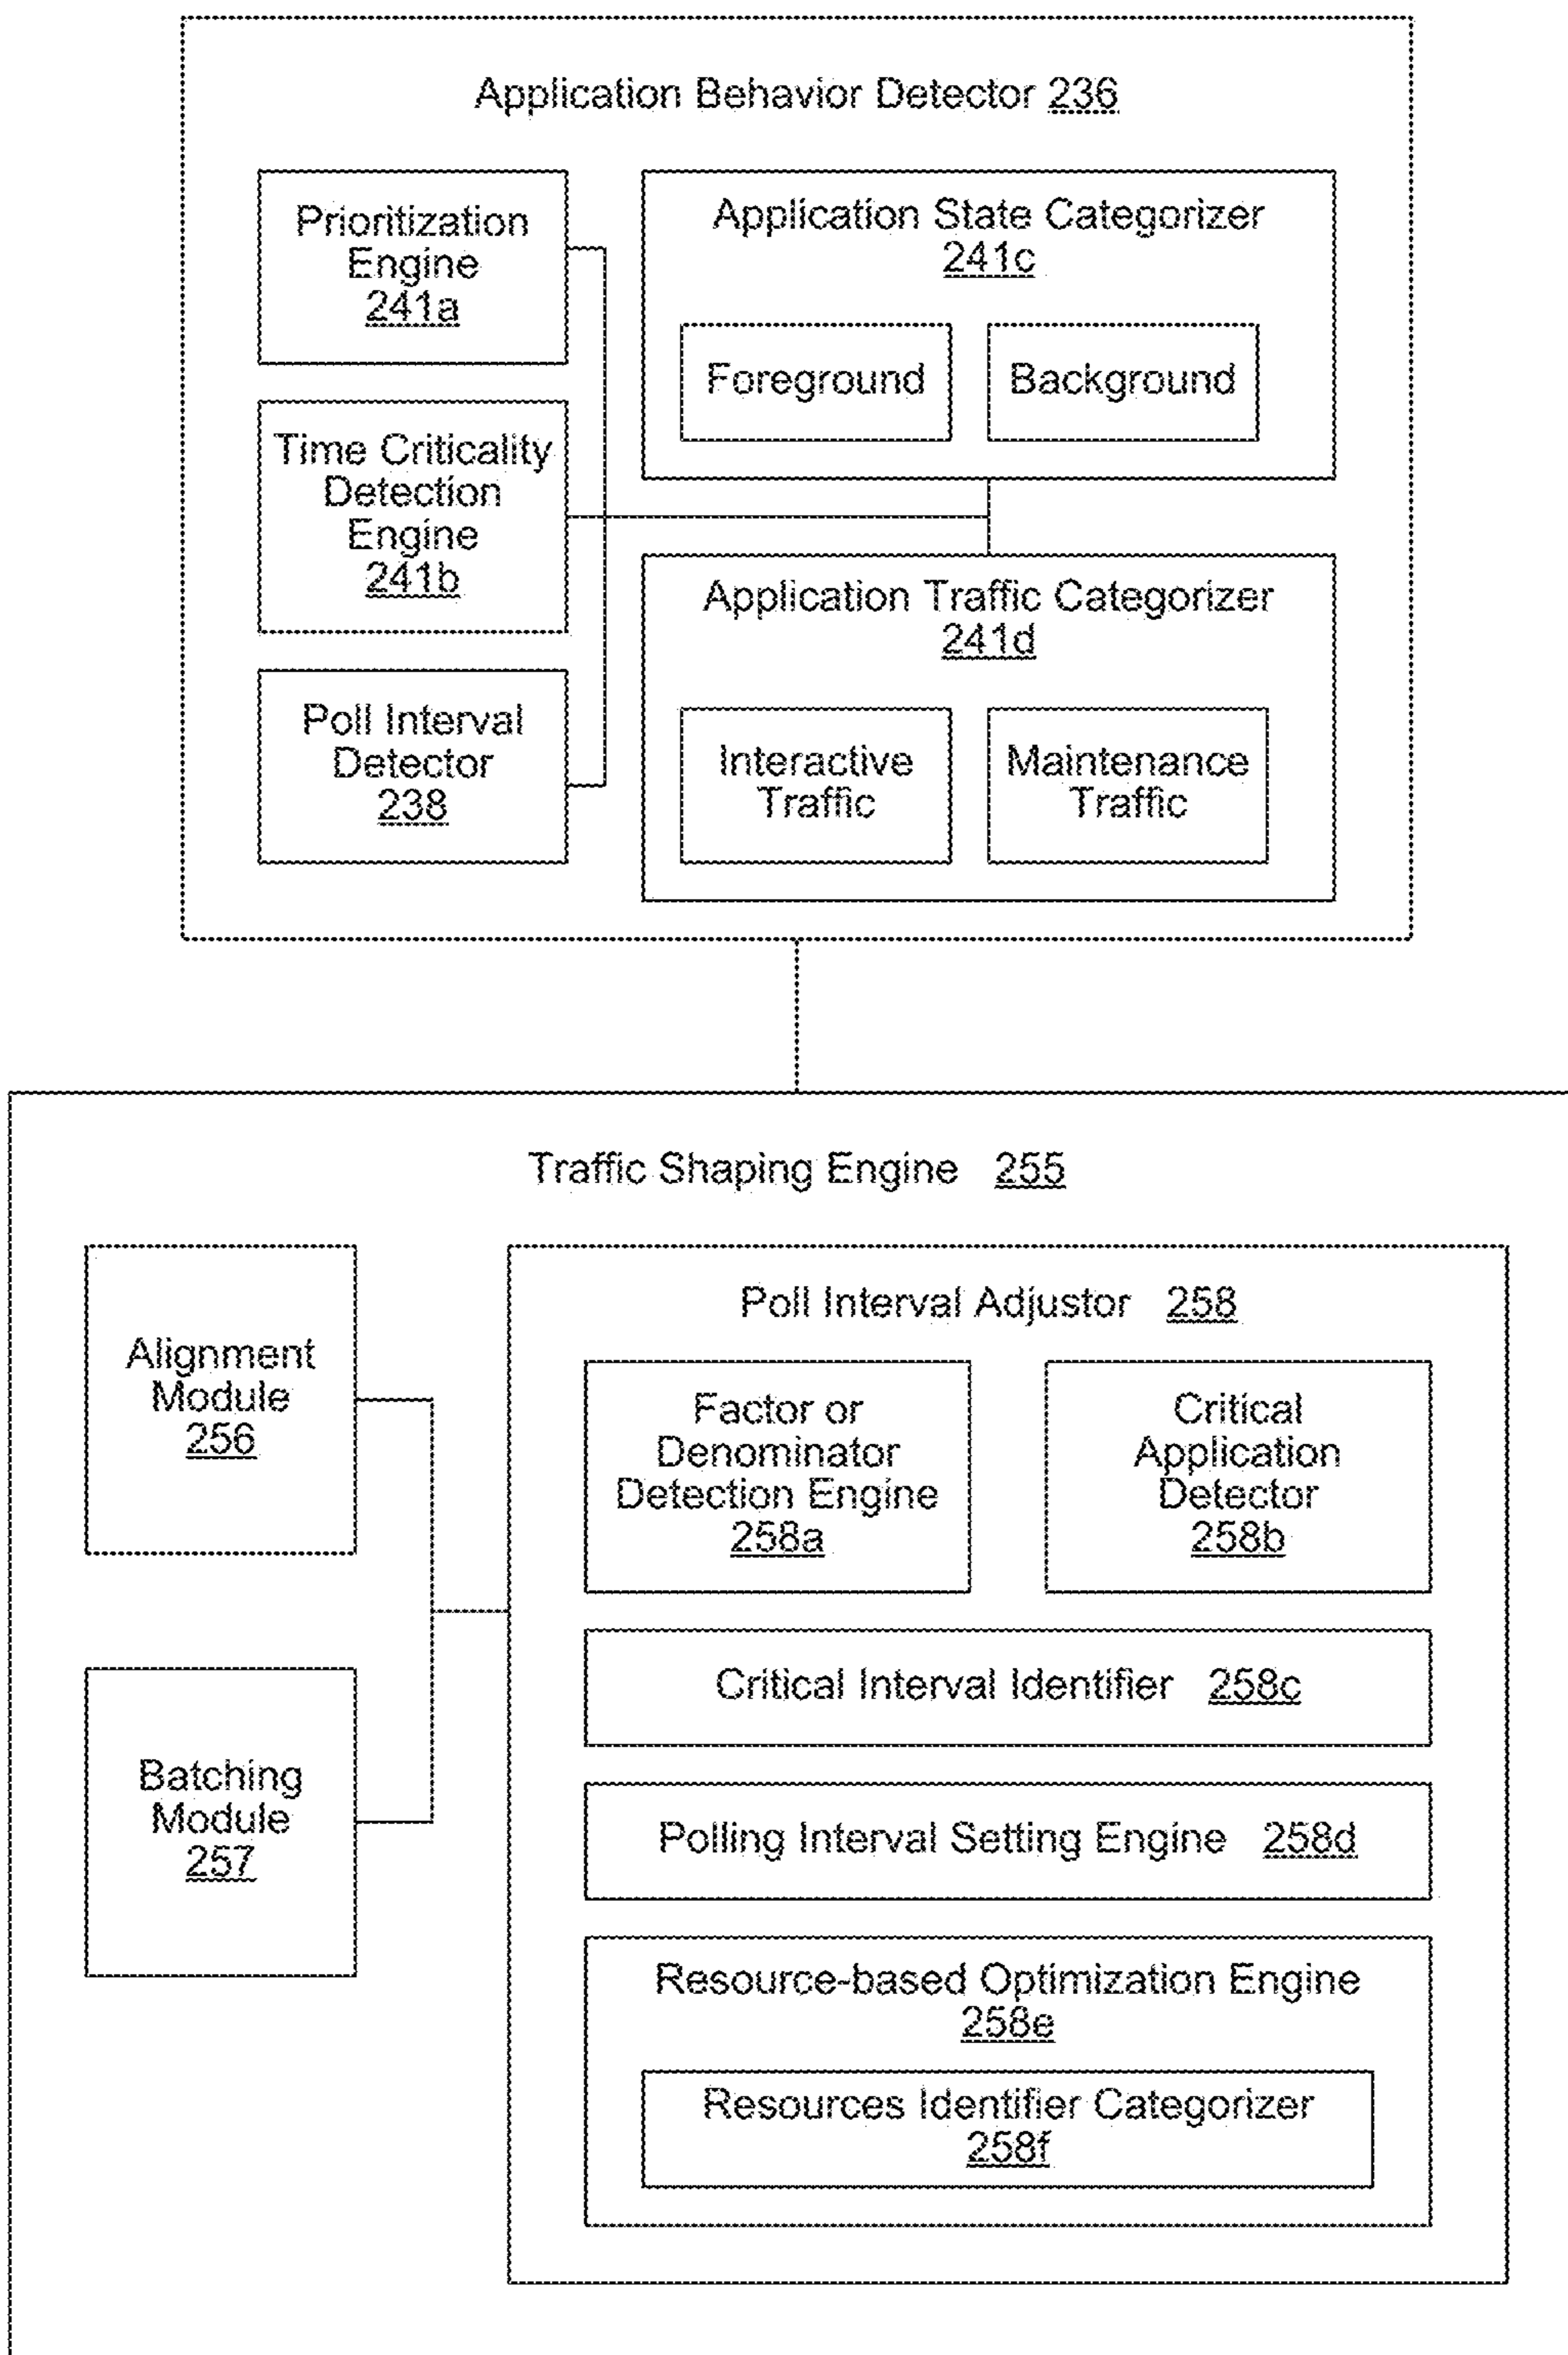 Application Behavior Detector 236
Prioritization
Engine
241a
Application State Categorizer
241c
Foreground
Background
Time Criticality
Detection
Engine
241b
Application Traffic Categorizer
241d
Poll Interval
Detector
238
Interactive
Traffic
Maintenance
Traffic
Traffic Shaping Engine 255
Alignment
Module
256
Poll Interval Adjustor 258
Factor or
Denominator
Detection Engine
258a
Critical
Application
Detector
258b
Critical Interval Identifier 258c
Batching
Module
257
Polling Interval Setting Engine 258d
Resource-based Optimization Engine
258e
Resources Identifier Categorizer
258f